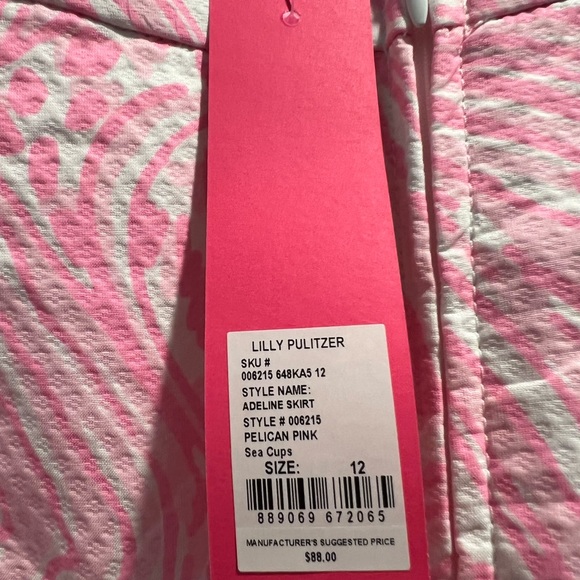 LILLY PULITZER
SKU #
006215 648KA5 12
STYLE NAME:
ADELINE SKIRT
STYLE # 006215
PELICAN PINK
Sea Cups
SIZE: 12
889069 672065
MANUFACTURER'S SUGGESTED PRICE
$88.00